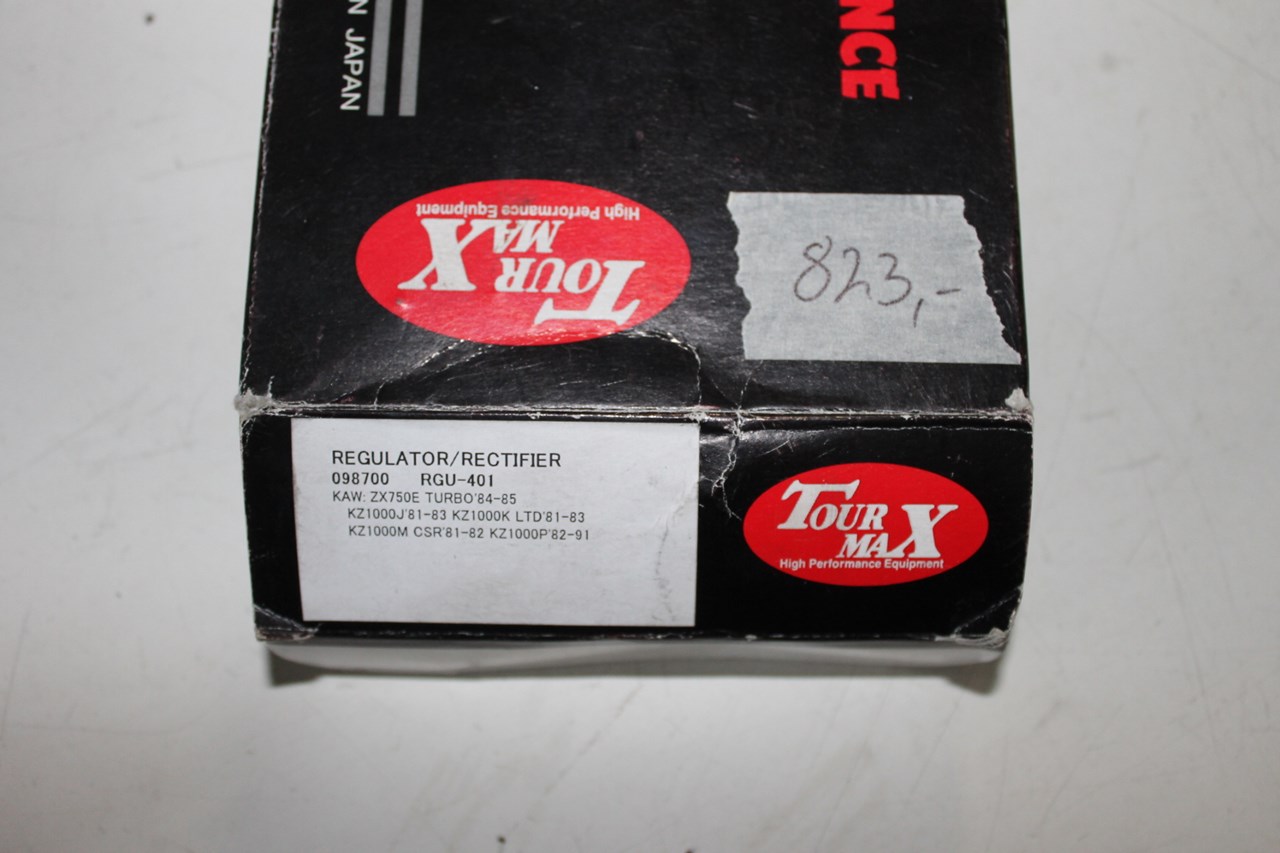 N JAPAN
NCE
TOUR
MAX
High Performance Equipment
823,-
REGULATOR/RECTIFIER
098700 RGU-401
KAW: ZX750E TURBO'84-85
KZ1000J'81-83 KZ1000K LTD'81-83
KZ1000M CSR'81-82 KZ1000P'82-91
TOUR
MAX
High Performance Equipment